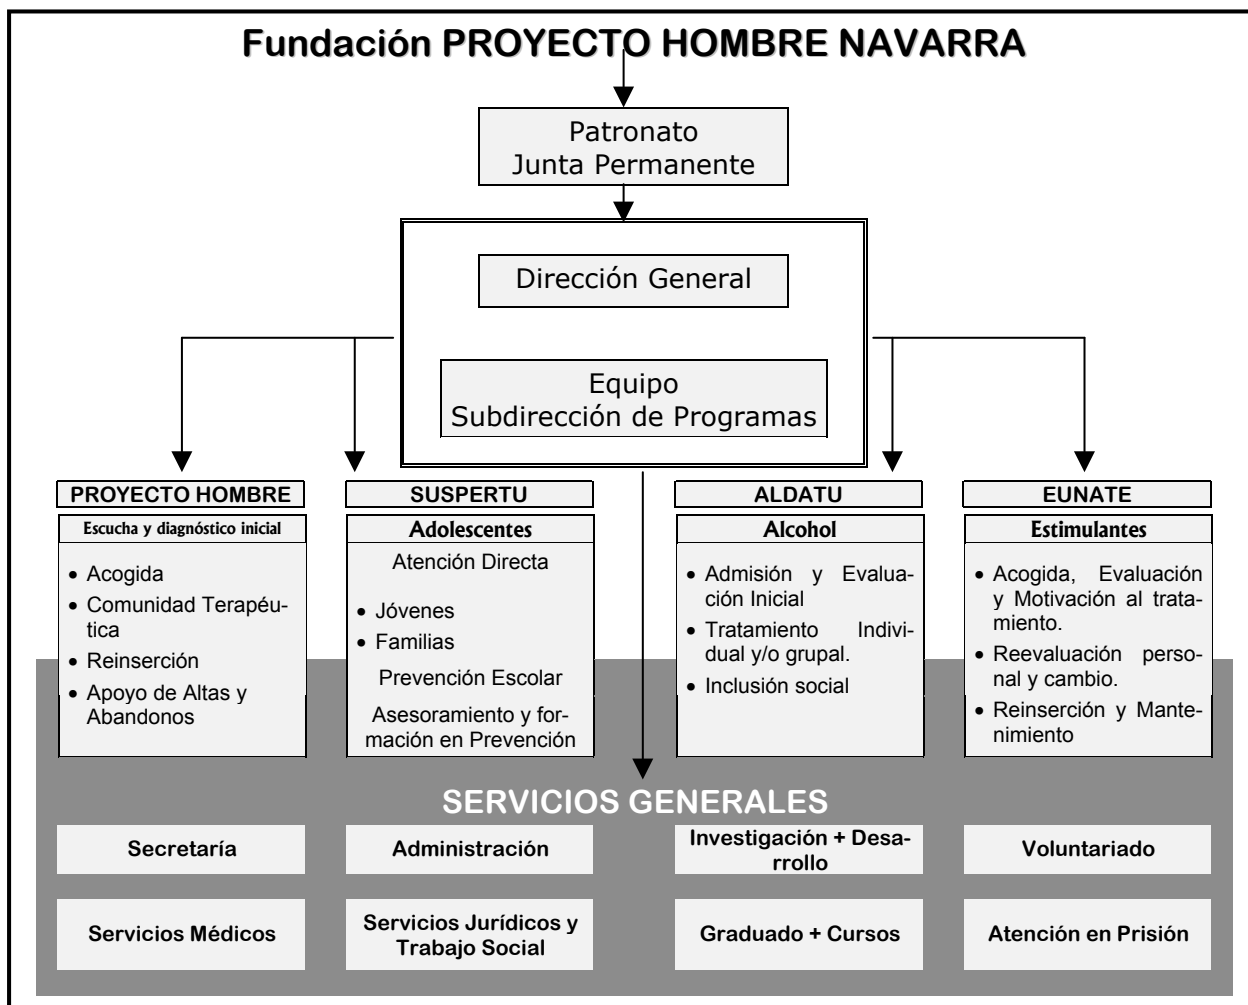 Fundación PROYECTO HOMBRE NAVARRA
Patronato
Junta Permanente
Dirección General
Equipo
Subdirección de Programas
PROYECTO HOMBRE
Escucha y diagnóstico inicial
• Acogida
• Comunidad Terapéu-
tica
• Reinserción
• Apoyo de Altas y
Abandonos
SUSPERTU
Adolescentes
Atención Directa
• Jóvenes
• Familias
Prevención Escolar
Asesoramiento y for-
mación en Prevención
ALDATU
Alcohol
• Admisión y Evalua-
ción Inicial
• Tratamiento Indivi-
dual y/o grupal.
• Inclusión social
EUNATE
Estimulantes
• Acogida, Evaluación
y Motivación al trata-
miento.
• Reevaluación perso-
nal y cambio.
• Reinserción y Mante-
nimiento
SERVICIOS GENERALES
Secretaría
Administración
Investigación + Desa-
rrollo
Voluntariado
Servicios Médicos
Servicios Jurídicos y
Trabajo Social
Graduado + Cursos
Atención en Prisión